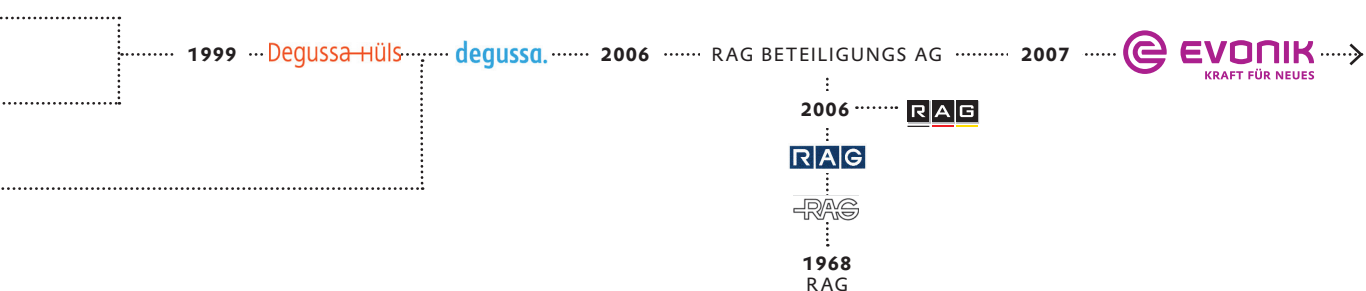 1999 Degussa-Hüls degussa. 2006 RAG BETEILIGUNGS AG 2007 EVONIK
KRAFT FÜR NEUES
2006 RAG
RAG
RAG
1968
RAG